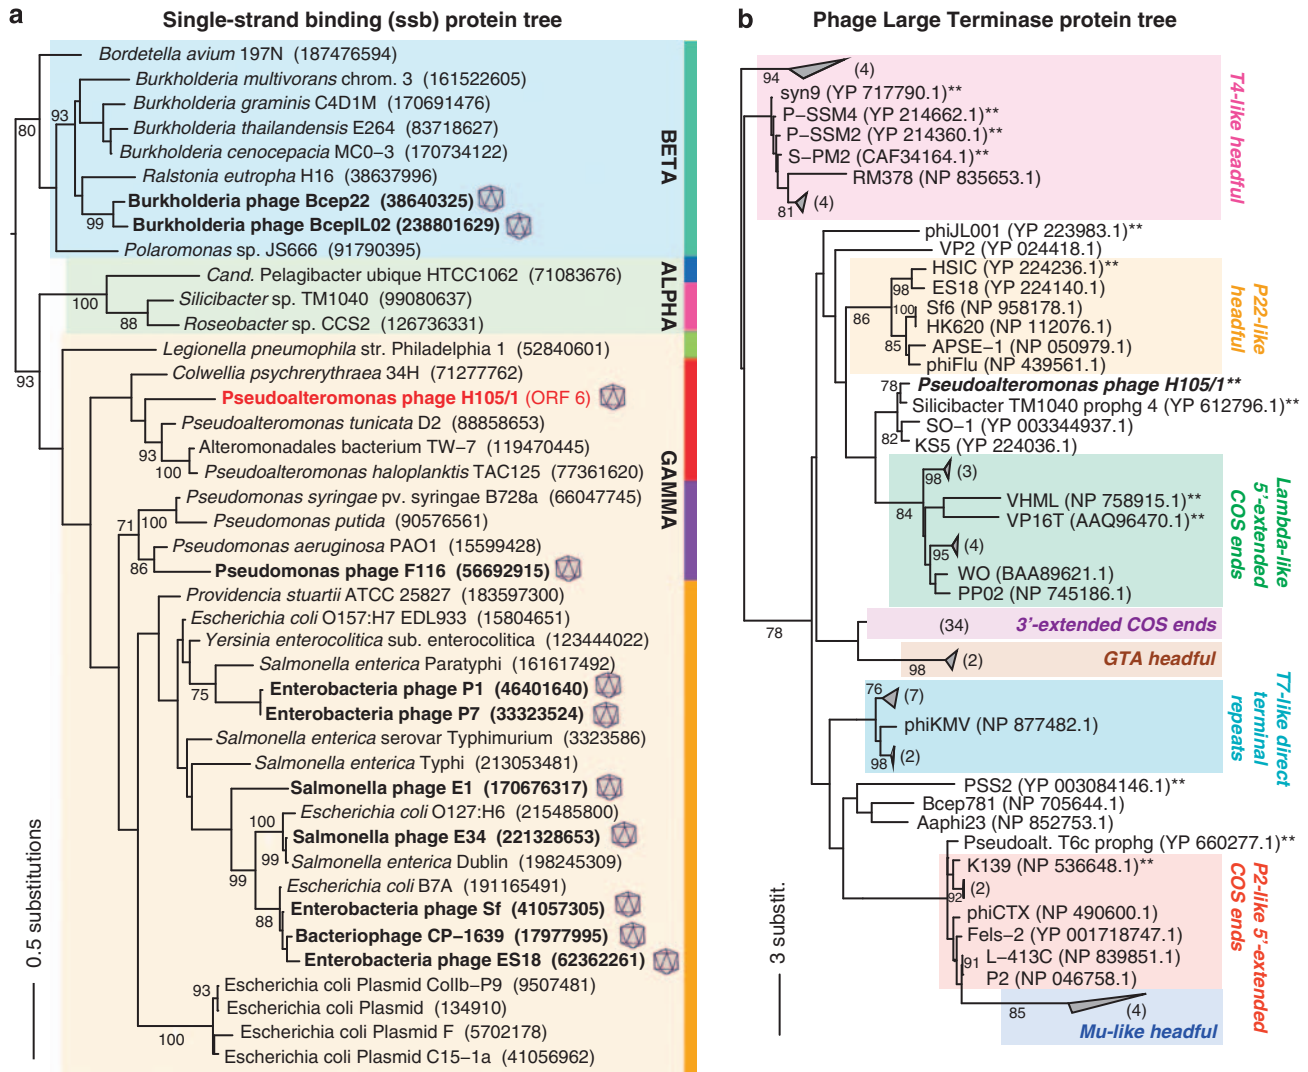 a
Single-strand binding (ssb) protein tree
Bordetella avium 197N (187476594)
Burkholderia multivorans chrom. 3 (161522605)
93
Burkholderia graminis C4D1M (170691476)
80
Burkholderia thailandensis E264 (83718627)
Burkholderia cenocepacia MC0–3 (170734122)
Ralstonia eutropha H16 (38637996)
Burkholderia phage Bcep22 (38640325)
99
Burkholderia phage BcepIL02 (238801629)
Polaromonas sp. JS666 (91790395)
BETA
Cand. Pelagibacter ubique HTCC1062 (71083676)
100
Silicibacter sp. TM1040 (99080637)
88
Roseobacter sp. CCS2 (126736331)
ALPHA
Legionella pneumophila str. Philadelphia 1 (52840601)
93
Colwellia psychrerythraea 34H (71277762)
Pseudoalteromonas phage H105/1 (ORF 6)
Pseudoalteromonas tunicata D2 (88858653)
93
Alteromonadales bacterium TW–7 (119470445)
100
Pseudoalteromonas haloplanktis TAC125 (77361620)
GAMMA
Pseudomonas syringae pv. syringae B728a (66047745)
71
100
Pseudomonas putida (90576561)
Pseudomonas aeruginosa PAO1 (15599428)
86
Pseudomonas phage F116 (56692915)
Providencia stuartii ATCC 25827 (183597300)
Escherichia coli O157:H7 EDL933 (15804651)
Yersinia enterocolitica sub. enterocolitica (123444022)
Salmonella enterica Paratyphi (161617492)
75
Enterobacteria phage P1 (46401640)
Enterobacteria phage P7 (33323524)
Salmonella enterica serovar Typhimurium (3323586)
Salmonella enterica Typhi (213053481)
Salmonella phage E1 (170676317)
Escherichia coli O127:H6 (215485800)
100
Salmonella phage E34 (221328653)
99
Salmonella enterica Dublin (198245309)
99
Escherichia coli B7A (191165491)
Enterobacteria phage Sf (41057305)
88
Bacteriophage CP–1639 (17977995)
Enterobacteria phage ES18 (62362261)
93
Escherichia coli Plasmid Collb–P9 (9507481)
Escherichia coli Plasmid (134910)
100
Escherichia coli Plasmid F (5702178)
Escherichia coli Plasmid C15–1a (41056962)
0.5 substitutions
b
Phage Large Terminase protein tree
94
(4)
syn9 (YP 717790.1)**
P–SSM4 (YP 214662.1)**
P–SSM2 (YP 214360.1)**
S–PM2 (CAF34164.1)**
RM378 (NP 835653.1)
81
(4)
T4-like headful
phiJL001 (YP 223983.1)**
VP2 (YP 024418.1)
HSIC (YP 224236.1)**
98
ES18 (YP 224140.1)
86
100
Sf6 (NP 958178.1)
HK620 (NP 112076.1)
85
APSE–1 (NP 050979.1)
phiFlu (NP 439561.1)
P22-like
headful
78
Pseudoalteromonas phage H105/1**
Silicibacter TM1040 prophg 4 (YP 612796.1)**
SO–1 (YP 003344937.1)
82
KS5 (YP 224036.1)
98
(3)
VHML (NP 758915.1)**
84
VP16T (AAQ96470.1)**
95
(4)
WO (BAA89621.1)
PP02 (NP 745186.1)
Lambda-like
5'-extended
COS ends
78
(34)
3'-extended COS ends
98
(2)
GTA headful
76
(7)
phiKMV (NP 877482.1)
98
(2)
T7-like direct
terminal
repeats
PSS2 (YP 003084146.1)**
Bcep781 (NP 705644.1)
Aaphi23 (NP 852753.1)
Pseudoalt. T6c prophg (YP 660277.1)**
K139 (NP 536648.1)**
92
(2)
phiCTX (NP 490600.1)
Fels–2 (YP 001718747.1)
91
L–413C (NP 839851.1)
P2 (NP 046758.1)
P2-like 5'-extended
COS ends
85
(4)
Mu-like headful
3 substit.